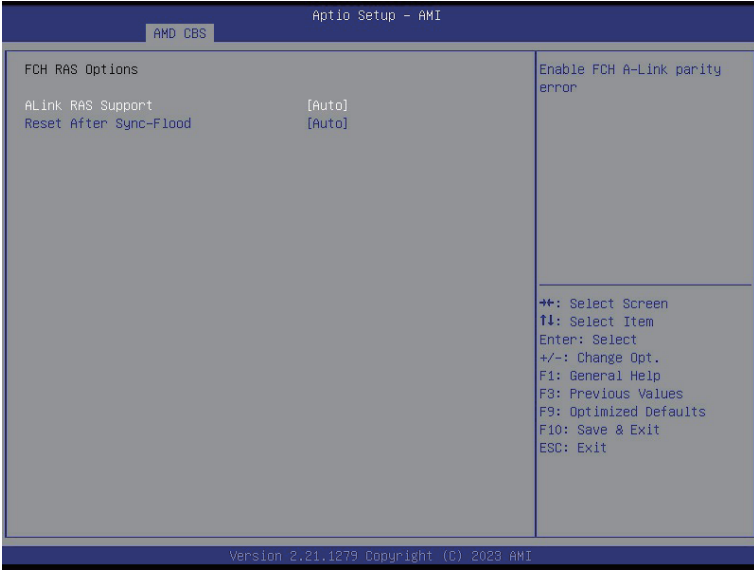 Aptio Setup - AMI
AMD CBS
FCH RAS Options
ALink RAS Support [Auto]
Reset After Sync-Flood [Auto]
Enable FCH A-Link parity
error
→←: Select Screen
↑↓: Select Item
Enter: Select
+/-: Change Opt.
F1: General Help
F3: Previous Values
F9: Optimized Defaults
F10: Save & Exit
ESC: Exit
Version 2.21.1279 Copyright (C) 2023 AMI